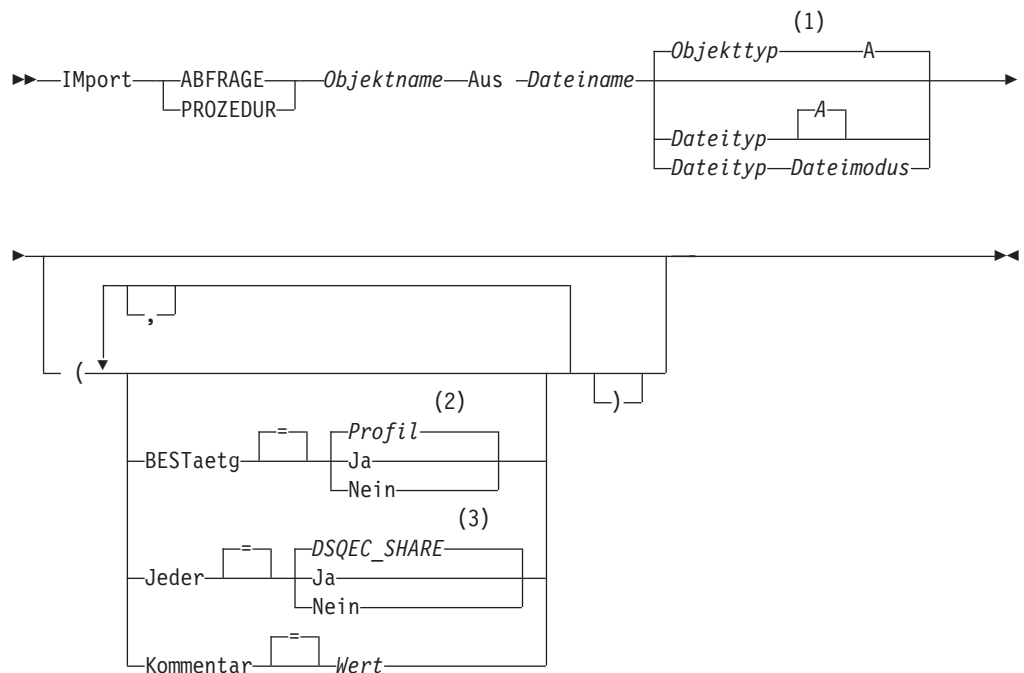 (1)
Objekttyp A
IMport ABFRAGE Objektname Aus Dateiname
PROZEDUR
A
Dateityp
Dateityp Dateimodus
,
(
)
(2)
= Profil
BESTaetg Ja
Nein
(3)
= DSQEC_SHARE
Jeder Ja
Nein
=
Kommentar Wert